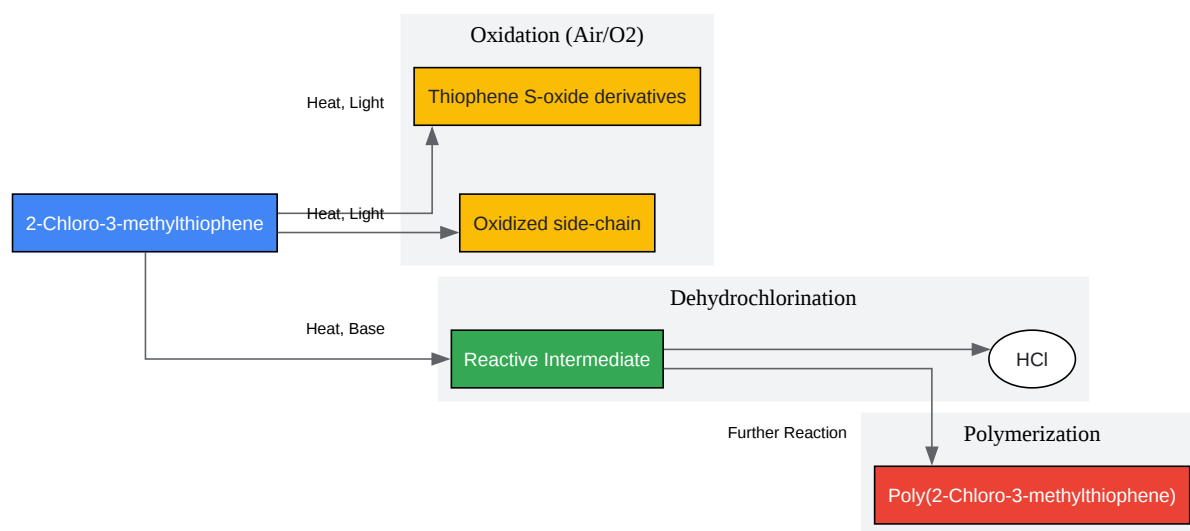 Oxidation (Air/O2)
Heat, Light
Thiophene S-oxide derivatives
2-Chloro-3-methylthiophene
Heat, Light
Oxidized side-chain
Dehydrochlorination
Heat, Base
Reactive Intermediate
HCl
Further Reaction
Polymerization
Poly(2-Chloro-3-methylthiophene)